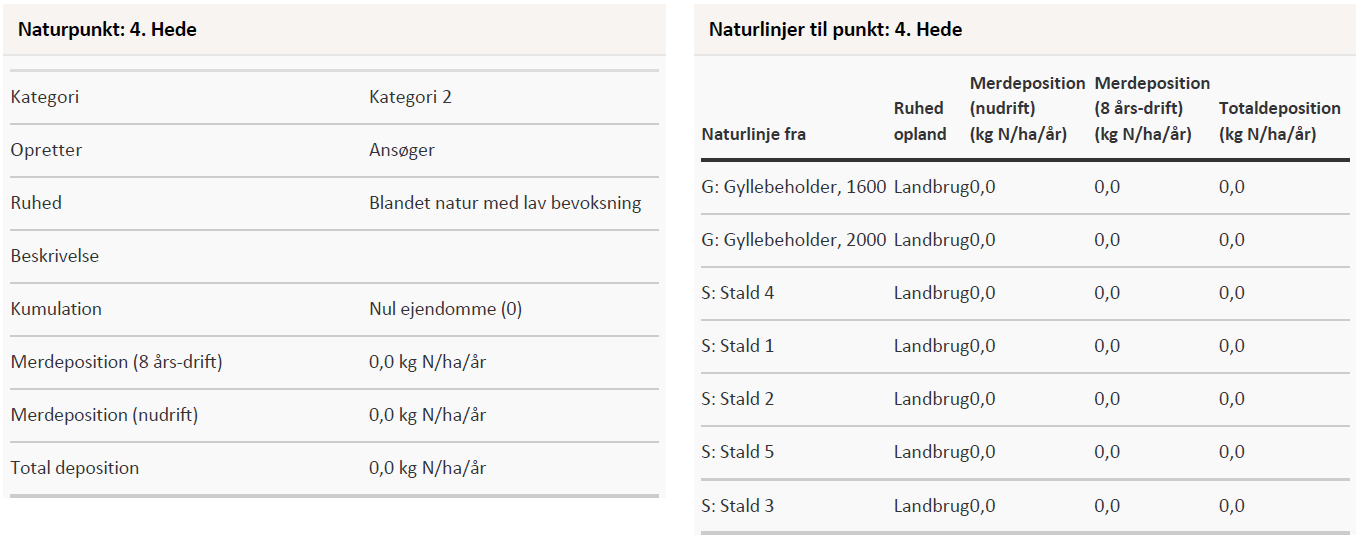 Naturpunkt: 4. Hede
Kategori Kategori 2
Opretter Ansøger
Ruhed Blandet natur med lav bevoksning
Beskrivelse
Kumulation Nul ejendomme (0)
Merdeposition (8 års-drift) 0,0 kg N/ha/år
Merdeposition (nudrift) 0,0 kg N/ha/år
Total deposition 0,0 kg N/ha/år
Naturlinjer til punkt: 4. Hede
Merdeposition Merdeposition
Ruhed (nudrift) (8 års-drift) Totaldeposition
Naturlinje fra opland (kg N/ha/år) (kg N/ha/år) (kg N/ha/år)
G: Gyllebeholder, 1600 Landbrug 0,0 0,0 0,0
G: Gyllebeholder, 2000 Landbrug 0,0 0,0 0,0
S: Stald 4 Landbrug 0,0 0,0 0,0
S: Stald 1 Landbrug 0,0 0,0 0,0
S: Stald 2 Landbrug 0,0 0,0 0,0
S: Stald 5 Landbrug 0,0 0,0 0,0
S: Stald 3 Landbrug 0,0 0,0 0,0